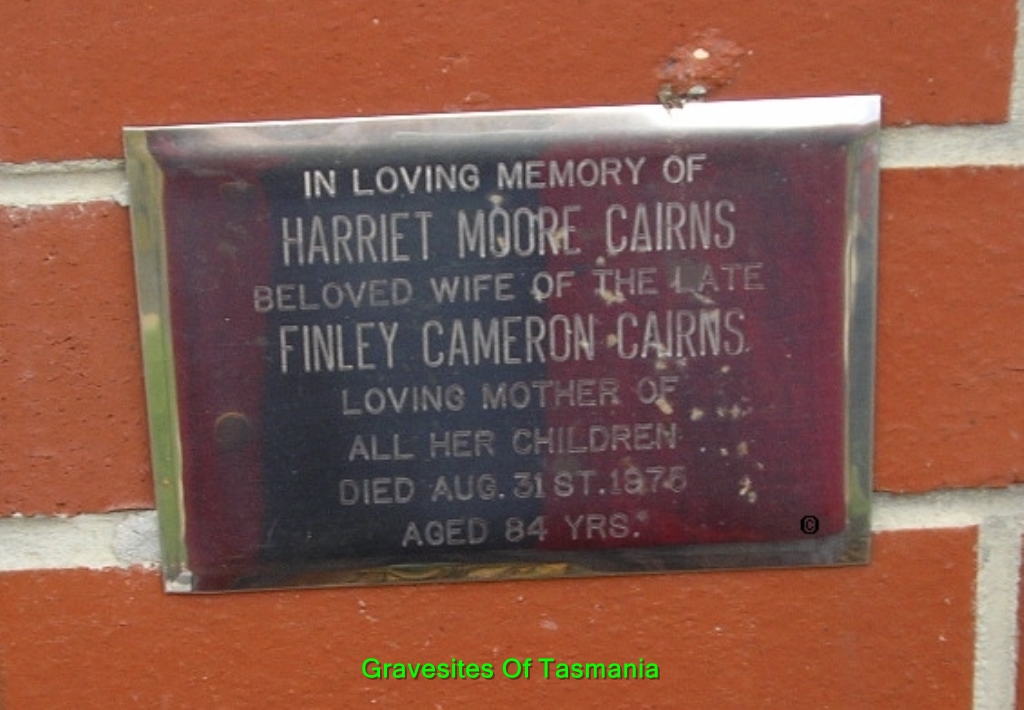 IN LOVING MEMORY OF
HARRIET MOORE CAIRNS
BELOVED WIFE OF THE LATE
FINLEY CAMERON CAIRNS.
LOVING MOTHER OF
ALL HER CHILDREN
DIED AUG. 31ST.
AGED 84 YRS.
©
Gravesites Of Tasmania